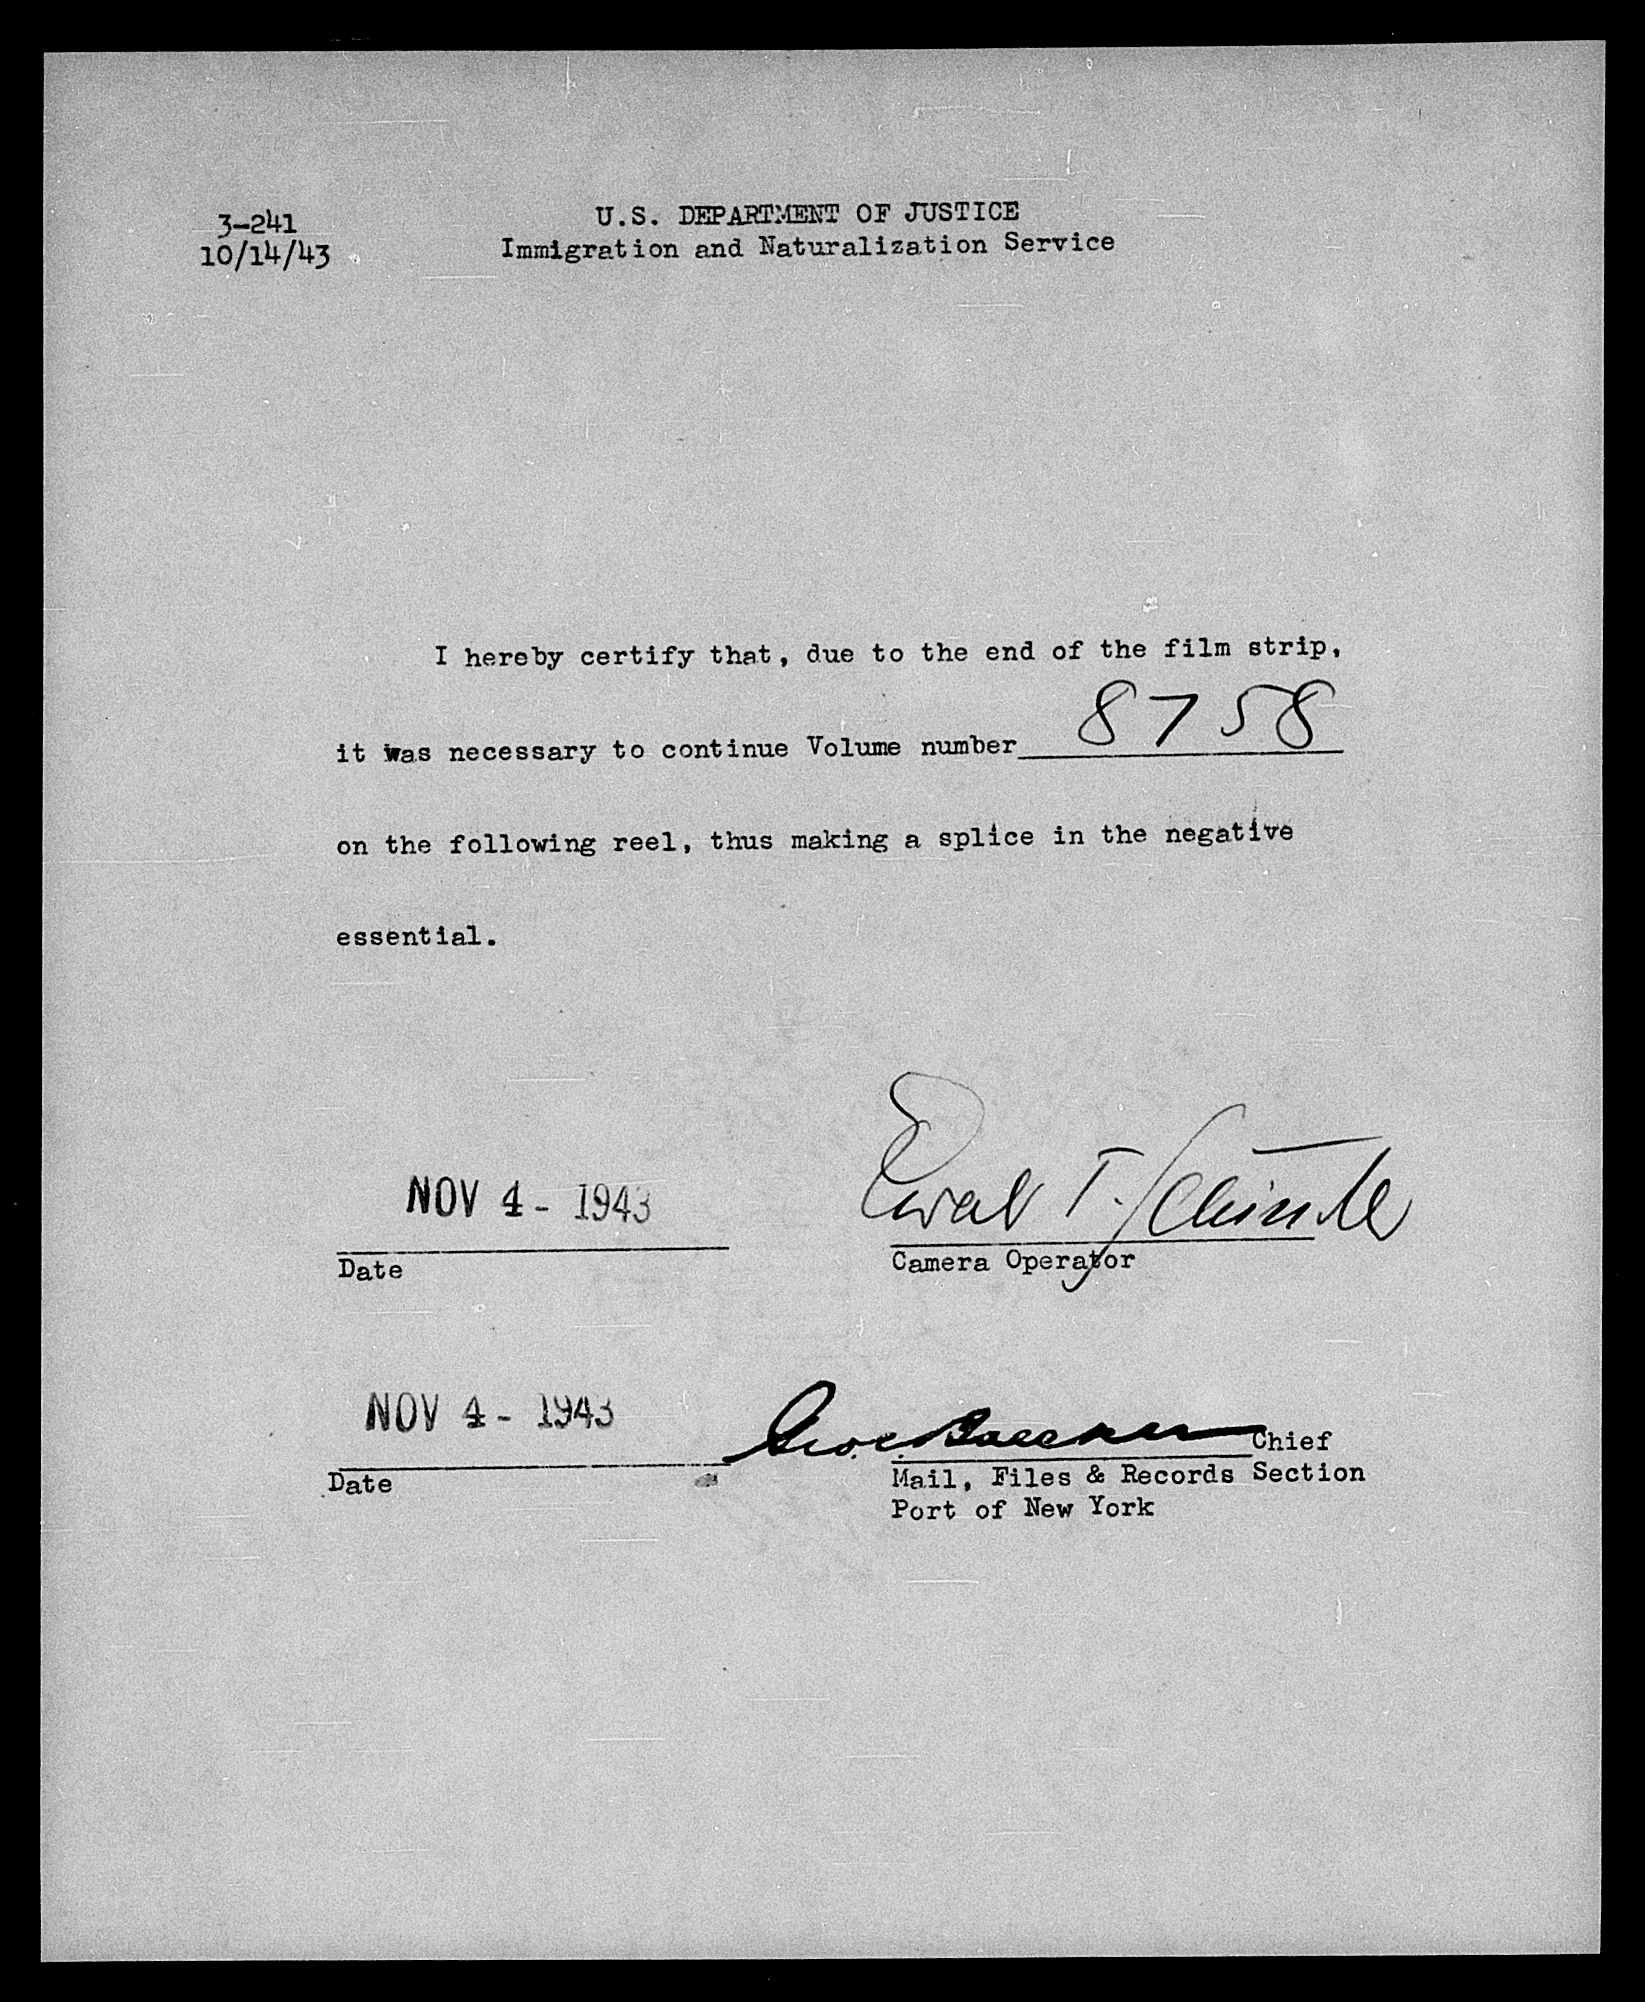 3-241
10/14/43
U.S. DEPARTMENT OF JUSTICE
Immigration and Naturalization Service
I hereby certify that, due to the end of the film strip,
it was necessary to continue Volume number 8758
on the following reel, thus making a splice in the negative
essential.
NOV 4 - 1943
Date
T.
Camera Operator
NOV 4 - 1943
Date
Geo. Chief
Mail, Files & Records Section
Port of New York